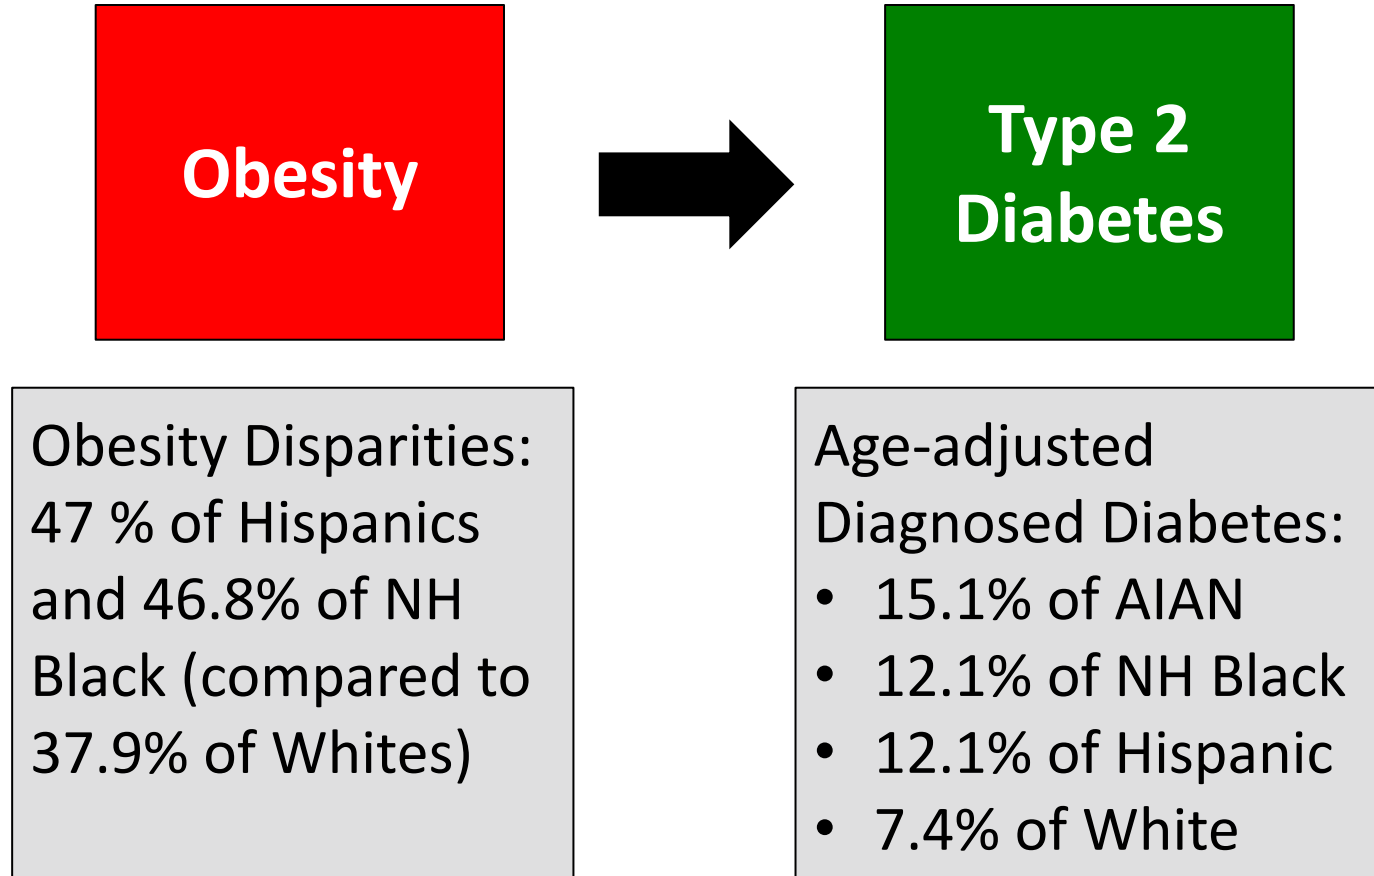 Obesity
Type 2
Diabetes
Obesity Disparities:
47 % of Hispanics
and 46.8% of NH
Black (compared to
37.9% of Whites)
Age-adjusted
Diagnosed Diabetes:
• 15.1% of AIAN
• 12.1% of NH Black
• 12.1% of Hispanic
• 7.4% of White